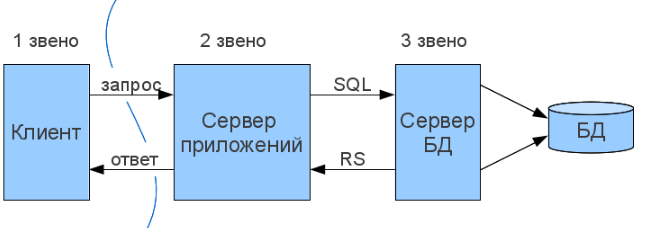 1 звено
2 звено
3 звено
Клиент
запрос
ответ
Сервер
приложений
SQL
RS
Сервер
БД
БД